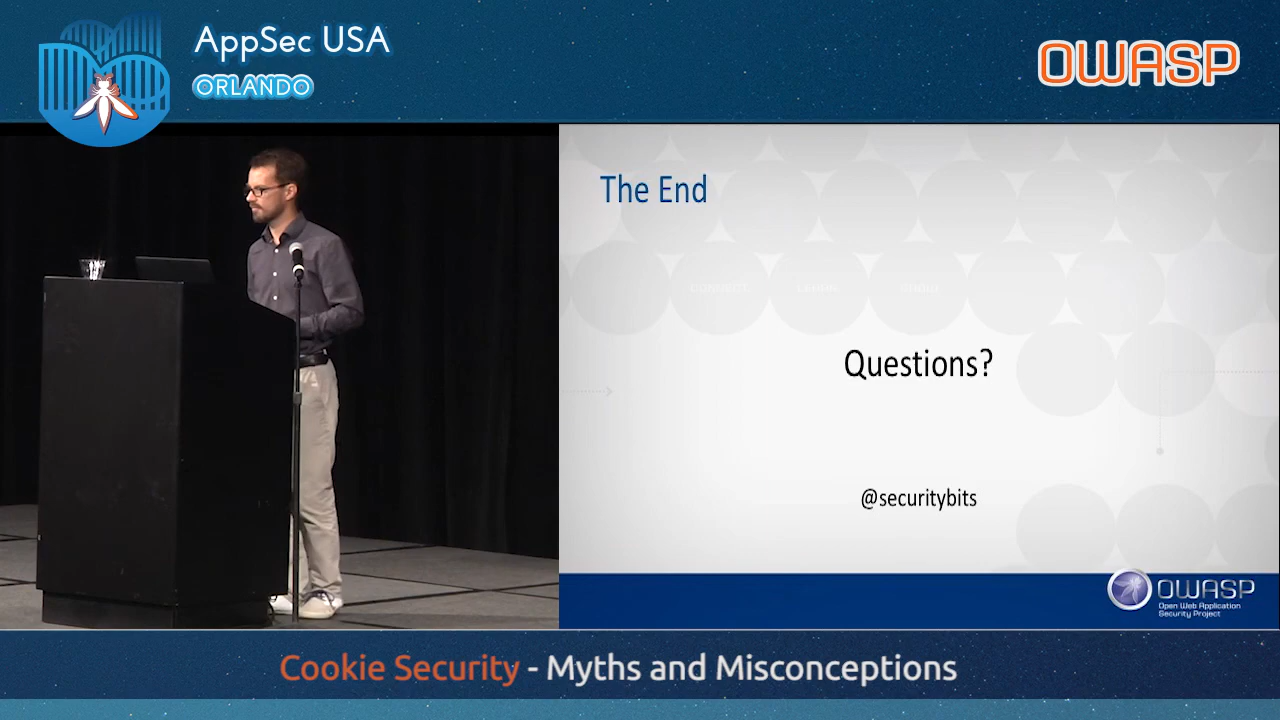 AppSec USA
ORLANDO
OWASP
The End
Questions?
@securitybits
OWASP
Open Web Application
Security Project
Cookie Security - Myths and Misconceptions